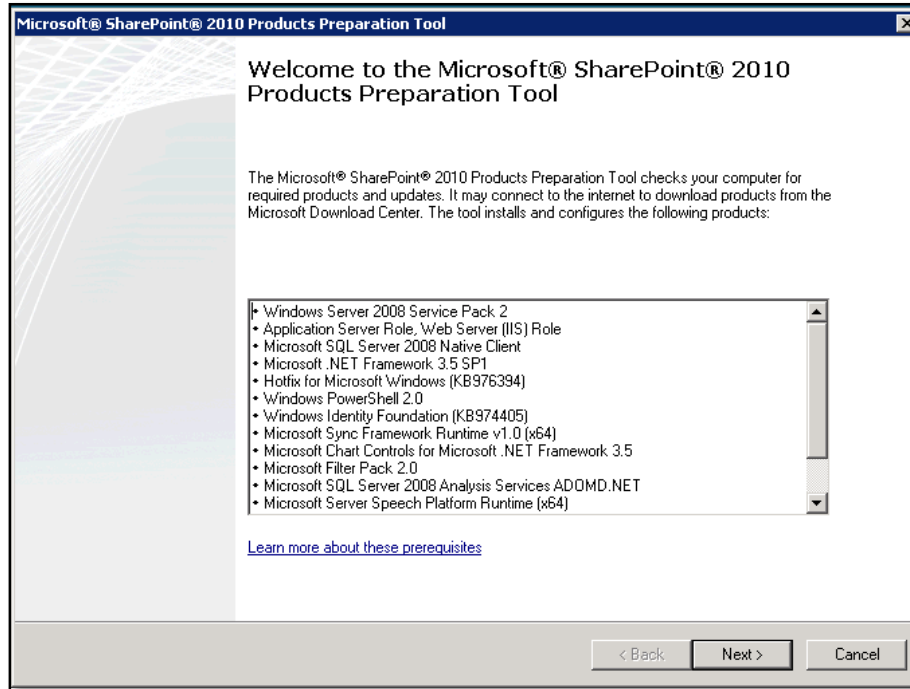 Microsoft® SharePoint® 2010 Products Preparation Tool
Welcome to the Microsoft® SharePoint® 2010
Products Preparation Tool
The Microsoft® SharePoint® 2010 Products Preparation Tool checks your computer for
required products and updates. It may connect to the internet to download products from the
Microsoft Download Center. The tool installs and configures the following products:
• Windows Server 2008 Service Pack 2
• Application Server Role, Web Server (IIS) Role
• Microsoft SQL Server 2008 Native Client
• Microsoft .NET Framework 3.5 SP1
• Hotfix for Microsoft Windows (KB976394)
• Windows PowerShell 2.0
• Windows Identity Foundation (KB974405)
• Microsoft Sync Framework Runtime v1.0 (x64)
• Microsoft Chart Controls for Microsoft .NET Framework 3.5
• Microsoft Filter Pack 2.0
• Microsoft SQL Server 2008 Analysis Services ADOMD.NET
• Microsoft Server Speech Platform Runtime (x64)
Learn more about these prerequisites
< Back
Next >
Cancel